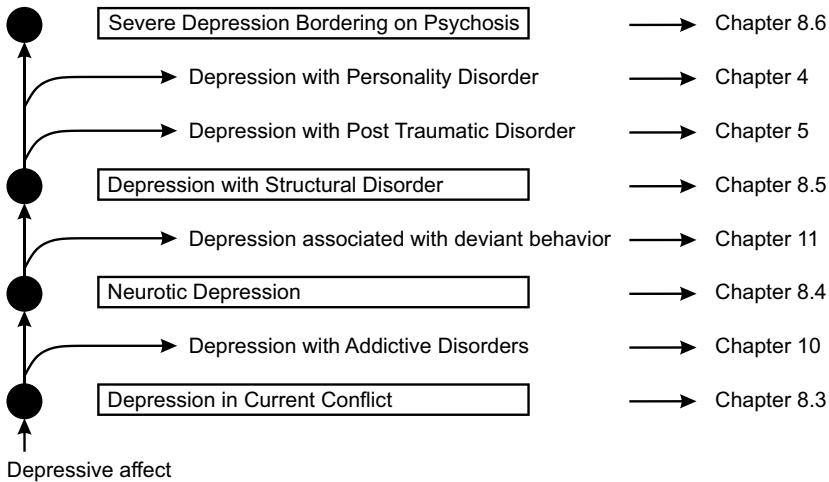 Severe Depression Bordering on Psychosis Chapter 8.6
Depression with Personality Disorder Chapter 4
Depression with Post Traumatic Disorder Chapter 5
Depression with Structural Disorder Chapter 8.5
Depression associated with deviant behavior Chapter 11
Neurotic Depression Chapter 8.4
Depression with Addictive Disorders Chapter 10
Depression in Current Conflict Chapter 8.3
Depressive affect